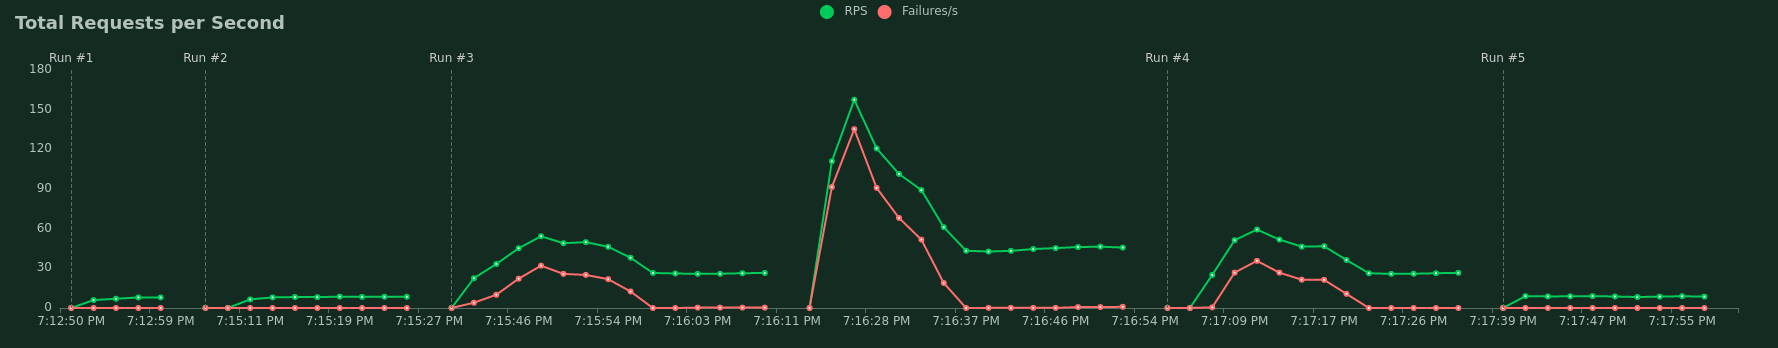 Total Requests per Second
RPS Failures/s
Run #1 Run #2 Run #3 Run #4 Run #5
180
150
120
90
60
30
0
7:12:50 PM 7:12:59 PM 7:15:11 PM 7:15:19 PM 7:15:27 PM 7:15:46 PM 7:15:54 PM 7:16:03 PM 7:16:11 PM 7:16:28 PM 7:16:37 PM 7:16:46 PM 7:16:54 PM 7:17:09 PM 7:17:17 PM 7:17:26 PM 7:17:39 PM 7:17:47 PM 7:17:55 PM